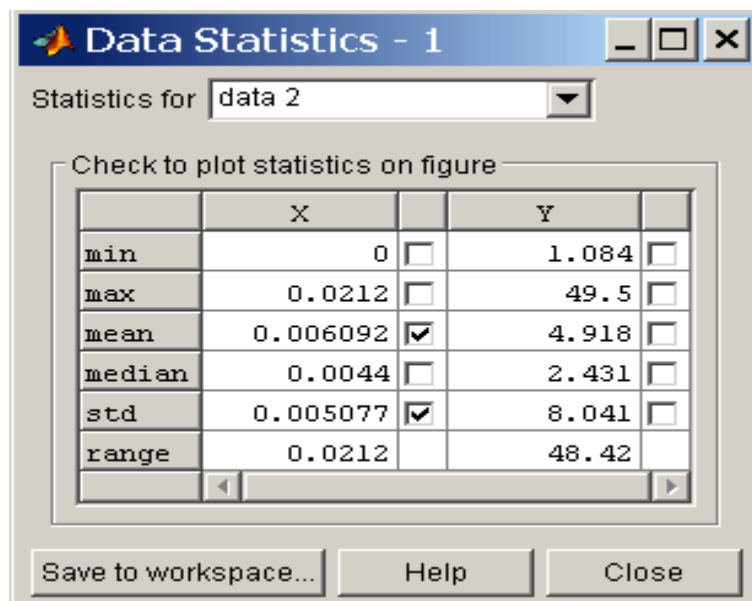 Data Statistics - 1
Statistics for data 2
Check to plot statistics on figure
X Y
min 0 1.084
max 0.0212 49.5
mean 0.006092 4.918
median 0.0044 2.431
std 0.005077 8.041
range 0.0212 48.42
Save to workspace... Help Close